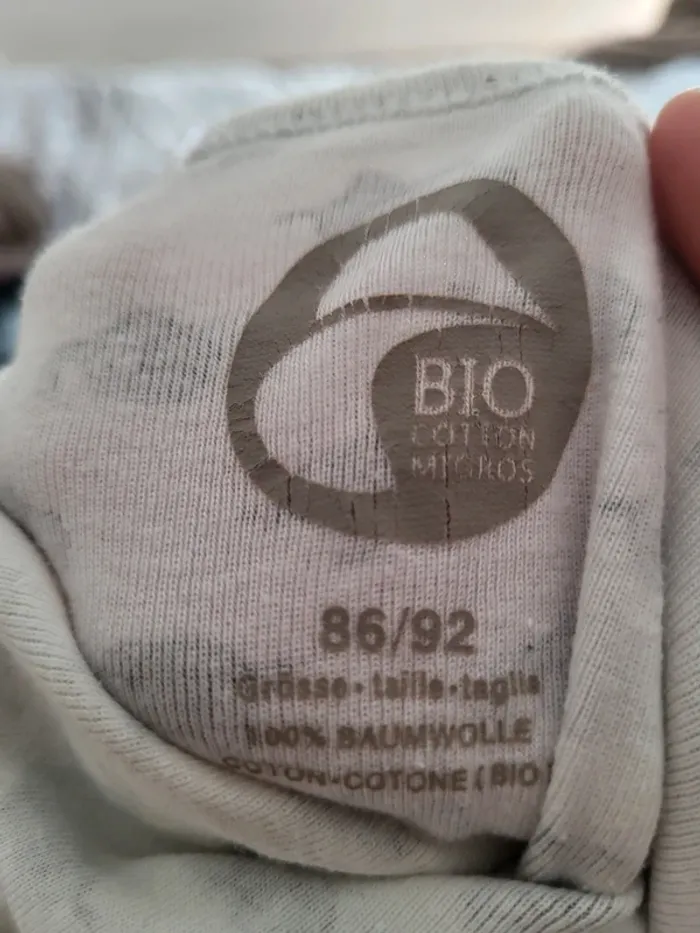 BIO
COTTON
MIGROS
86/92
Grösse•taille•taglia
100% BAUMWOLLE
COTON-COTONE (BIO)